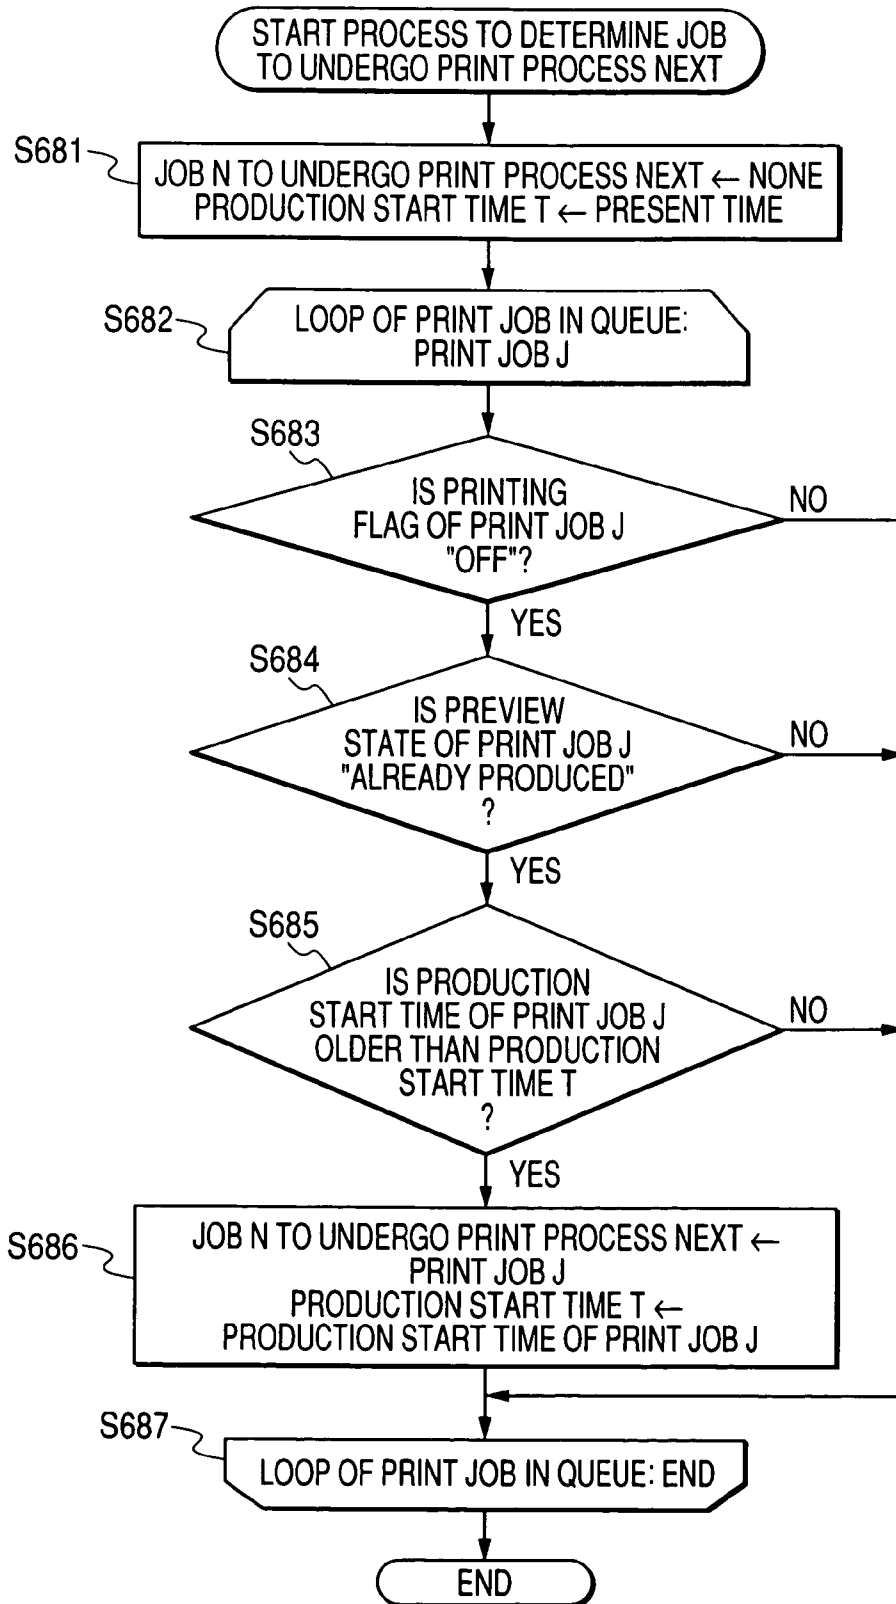 START PROCESS TO DETERMINE JOB
TO UNDERGO PRINT PROCESS NEXT
S681
JOB N TO UNDERGO PRINT PROCESS NEXT ← NONE
PRODUCTION START TIME T ← PRESENT TIME
S682
LOOP OF PRINT JOB IN QUEUE:
PRINT JOB J
S683
IS PRINTING
FLAG OF PRINT JOB J
"OFF"?
NO
YES
S684
IS PREVIEW
STATE OF PRINT JOB J
"ALREADY PRODUCED"
?
NO
YES
S685
IS PRODUCTION
START TIME OF PRINT JOB J
OLDER THAN PRODUCTION
START TIME T
?
NO
YES
S686
JOB N TO UNDERGO PRINT PROCESS NEXT ←
PRINT JOB J
PRODUCTION START TIME T ←
PRODUCTION START TIME OF PRINT JOB J
S687
LOOP OF PRINT JOB IN QUEUE: END
END